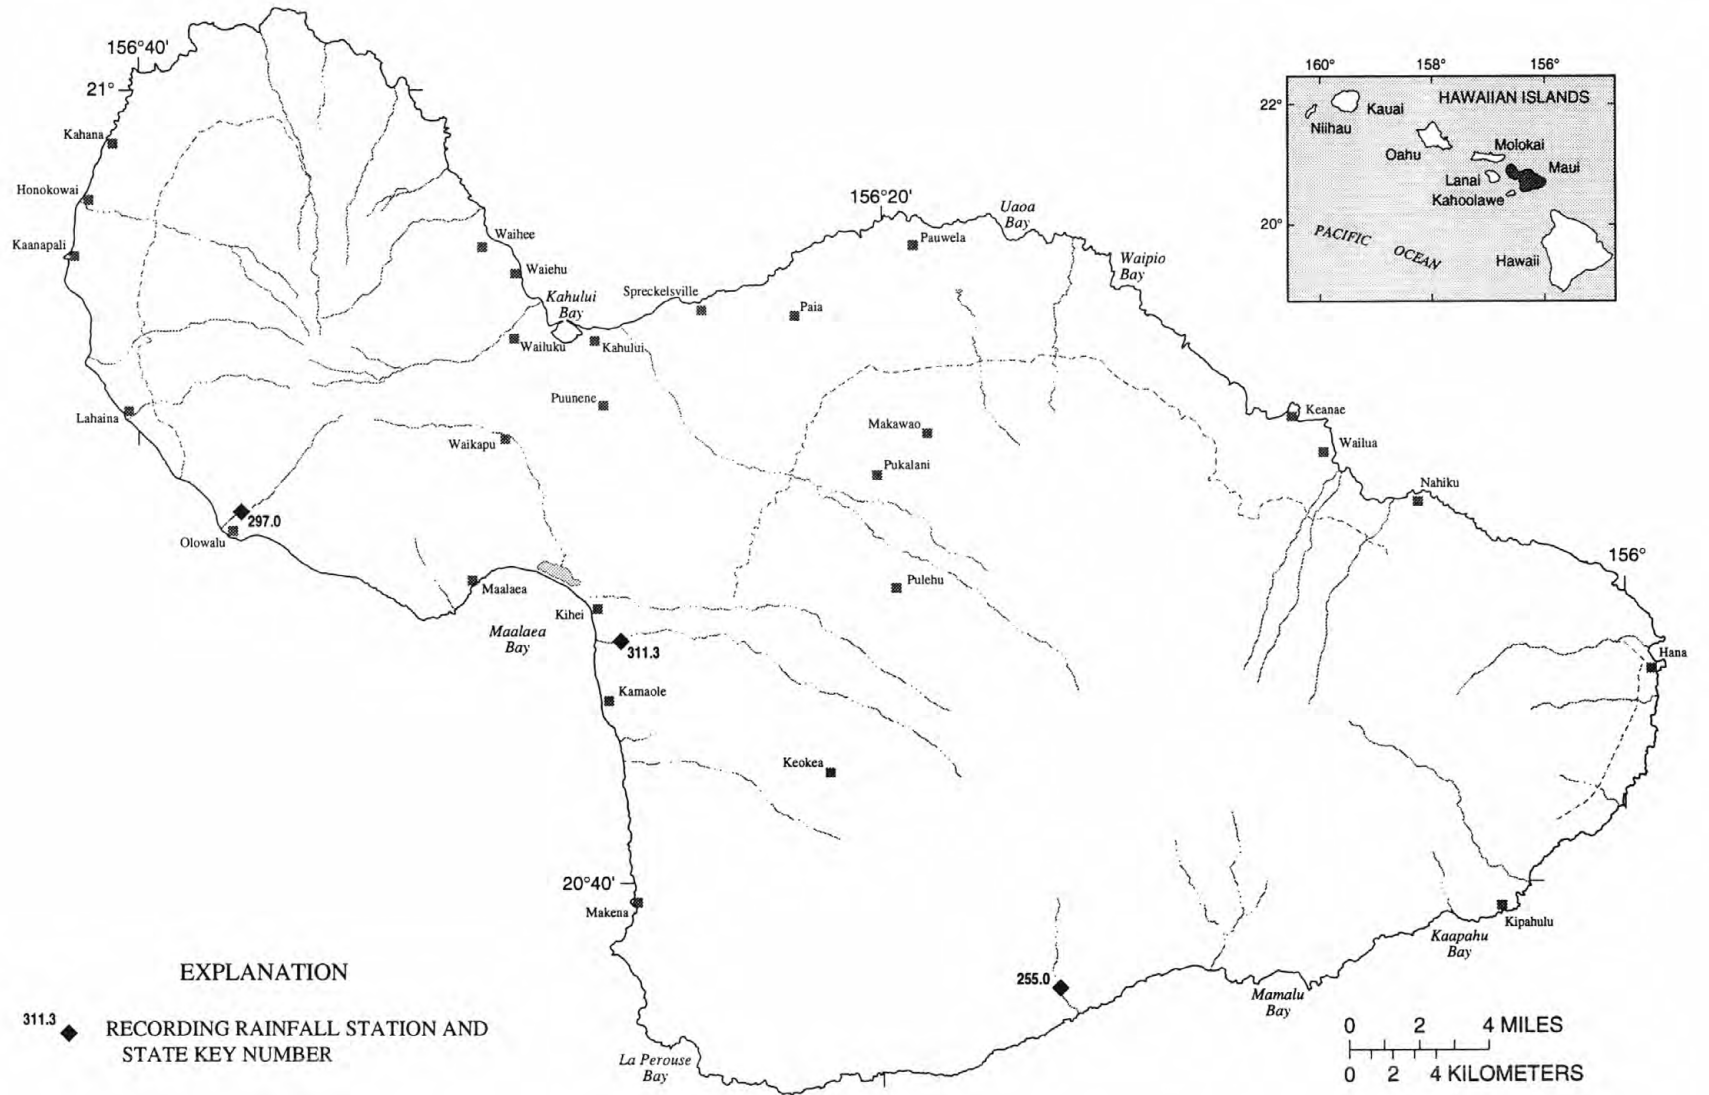 156°40'
21°
Kahana
Honokowai
Kaanapali
Lahaina
Olowalu
297.0
Waihee
Waiehu
Kahului
Bay
Wailuku
Kahului
Spreckelsville
Paia
Puunene
Waikapu
Maalaea
Maalaea
Bay
Kihei
311.3
Kamaole
156°20'
Pauwela
Uaoa
Bay
Waipio
Bay
Makawao
Pukalani
Pulehu
Keokea
Keanae
Wailua
Nahiku
156°
Hana
20°40'
Makena
La Perouse
Bay
255.0
Mamalu
Bay
Kaapahu
Bay
Kipahulu
160°
158°
156°
22°
20°
HAWAIIAN ISLANDS
Kauai
Niihau
Oahu
Molokai
Maui
Lanai
Kahoolawe
PACIFIC OCEAN
Hawaii
EXPLANATION
311.3
RECORDING RAINFALL STATION AND
STATE KEY NUMBER
0 2 4 MILES
0 2 4 KILOMETERS